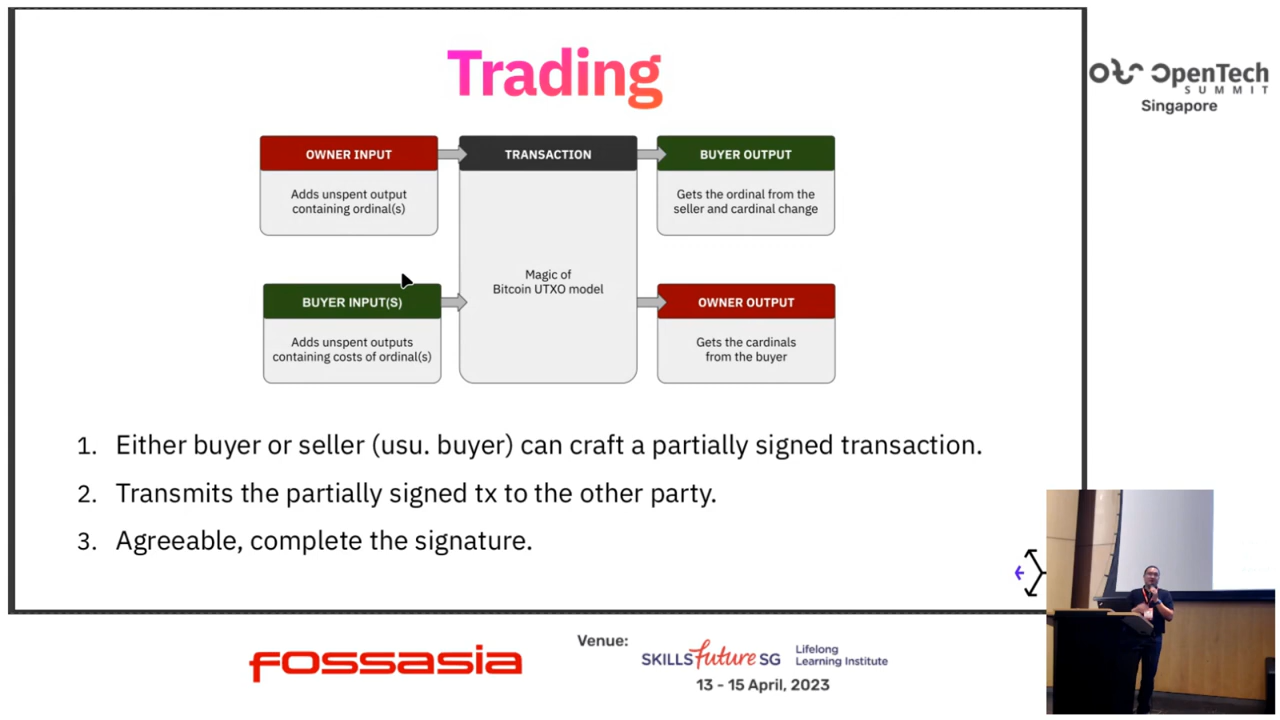 Trading
OWNER INPUT
Adds unspent output
containing ordinal(s)
TRANSACTION
Magic of
Bitcoin UTXO model
BUYER OUTPUT
Gets the ordinal from the
seller and cardinal change
BUYER INPUT(S)
Adds unspent outputs
containing costs of ordinal(s)
OWNER OUTPUT
Gets the cardinals
from the buyer
1. Either buyer or seller (usu. buyer) can craft a partially signed transaction.
2. Transmits the partially signed tx to the other party.
3. Agreeable, complete the signature.
OpenTech
SUMMIT
Singapore
FOSSASIA
Venue:
SKILLSfuture SG
Lifelong
Learning Institute
13 - 15 April, 2023